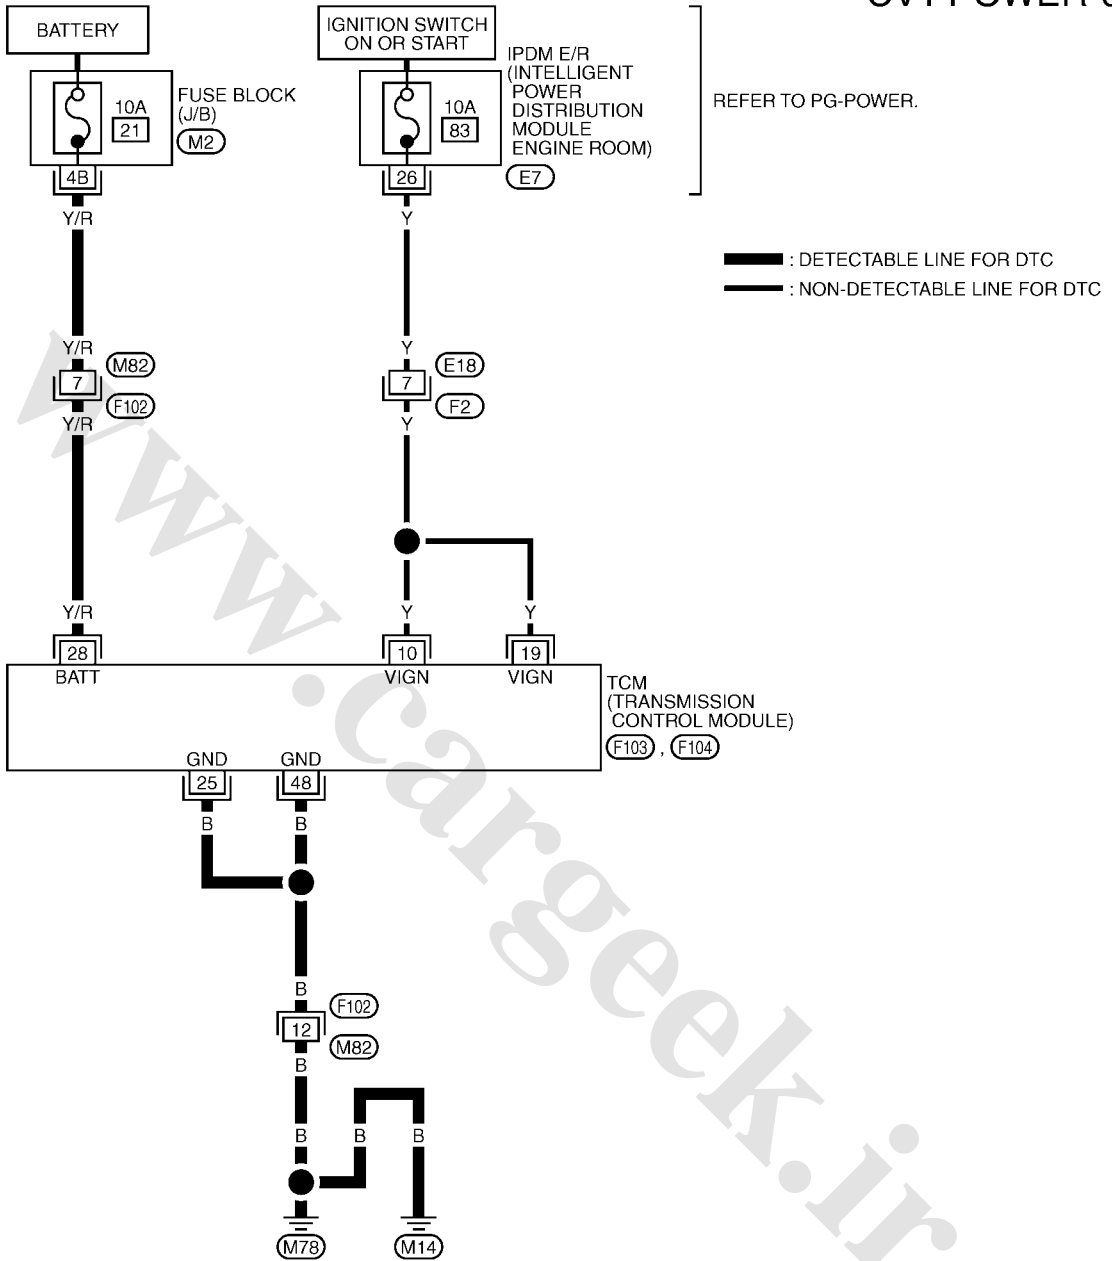 CVT POWER
BATTERY
IGNITION SWITCH
ON OR START
10A
21
FUSE BLOCK
(J/B)
M2
10A
83
IPDM E/R
(INTELLIGENT
POWER
DISTRIBUTION
MODULE
ENGINE ROOM)
E7
REFER TO PG-POWER.
4B
26
Y/R
Y
: DETECTABLE LINE FOR DTC
: NON-DETECTABLE LINE FOR DTC
Y/R
Y
7
M82
F102
7
E18
F2
Y/R
Y
Y/R
Y
Y
28
10
19
BATT
VIGN
VIGN
TCM
(TRANSMISSION
CONTROL MODULE)
F103 , F104
GND
GND
25
48
B
B
B
F102
12
M82
B
B
B
B
M78
M14
www.cargeek.ir